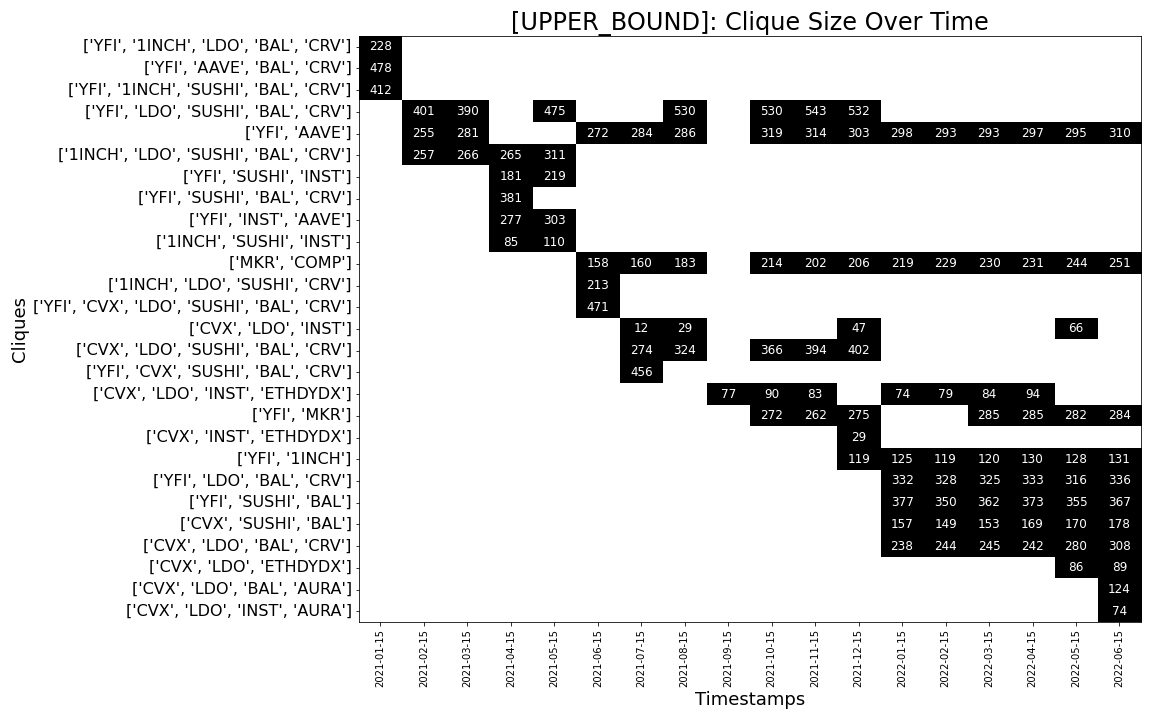 [UPPER_BOUND]: Clique Size Over Time
['YFI', '1INCH', 'LDO', 'BAL', 'CRV'] 228
['YFI', 'AAVE', 'BAL', 'CRV'] 478
['YFI', '1INCH', 'SUSHI', 'BAL', 'CRV'] 412
['YFI', 'LDO', 'SUSHI', 'BAL', 'CRV'] 401 390 475 530 530 543 532
['YFI', 'AAVE'] 255 281 272 284 286 319 314 303 298 293 293 297 295 310
['1INCH', 'LDO', 'SUSHI', 'BAL', 'CRV'] 257 266 265 311
['YFI', 'SUSHI', 'INST'] 181 219
['YFI', 'SUSHI', 'BAL', 'CRV'] 381
['YFI', 'INST', 'AAVE'] 277 303
['1INCH', 'SUSHI', 'INST'] 85 110
['MKR', 'COMP'] 158 160 183 214 202 206 219 229 230 231 244 251
['1INCH', 'LDO', 'SUSHI', 'CRV'] 213
['YFI', 'CVX', 'LDO', 'SUSHI', 'BAL', 'CRV'] 471
['CVX', 'LDO', 'INST'] 12 29 47 66
['CVX', 'LDO', 'SUSHI', 'BAL', 'CRV'] 274 324 366 394 402
['YFI', 'CVX', 'SUSHI', 'BAL', 'CRV'] 456
['CVX', 'LDO', 'INST', 'ETHDYDX'] 77 90 83 74 79 84 94
['YFI', 'MKR'] 272 262 275 285 285 282 284
['CVX', 'INST', 'ETHDYDX'] 29
['YFI', '1INCH'] 119 125 119 120 130 128 131
['YFI', 'LDO', 'BAL', 'CRV'] 332 328 325 333 316 336
['YFI', 'SUSHI', 'BAL'] 377 350 362 373 355 367
['CVX', 'SUSHI', 'BAL'] 157 149 153 169 170 178
['CVX', 'LDO', 'BAL', 'CRV'] 238 244 245 242 280 308
['CVX', 'LDO', 'ETHDYDX'] 86 89
['CVX', 'LDO', 'BAL', 'AURA'] 124
['CVX', 'LDO', 'INST', 'AURA'] 74
Cliques
2021-01-15 2021-02-15 2021-03-15 2021-04-15 2021-05-15 2021-06-15 2021-07-15 2021-08-15 2021-09-15 2021-10-15 2021-11-15 2021-12-15 2022-01-15 2022-02-15 2022-03-15 2022-04-15 2022-05-15 2022-06-15
Timestamps